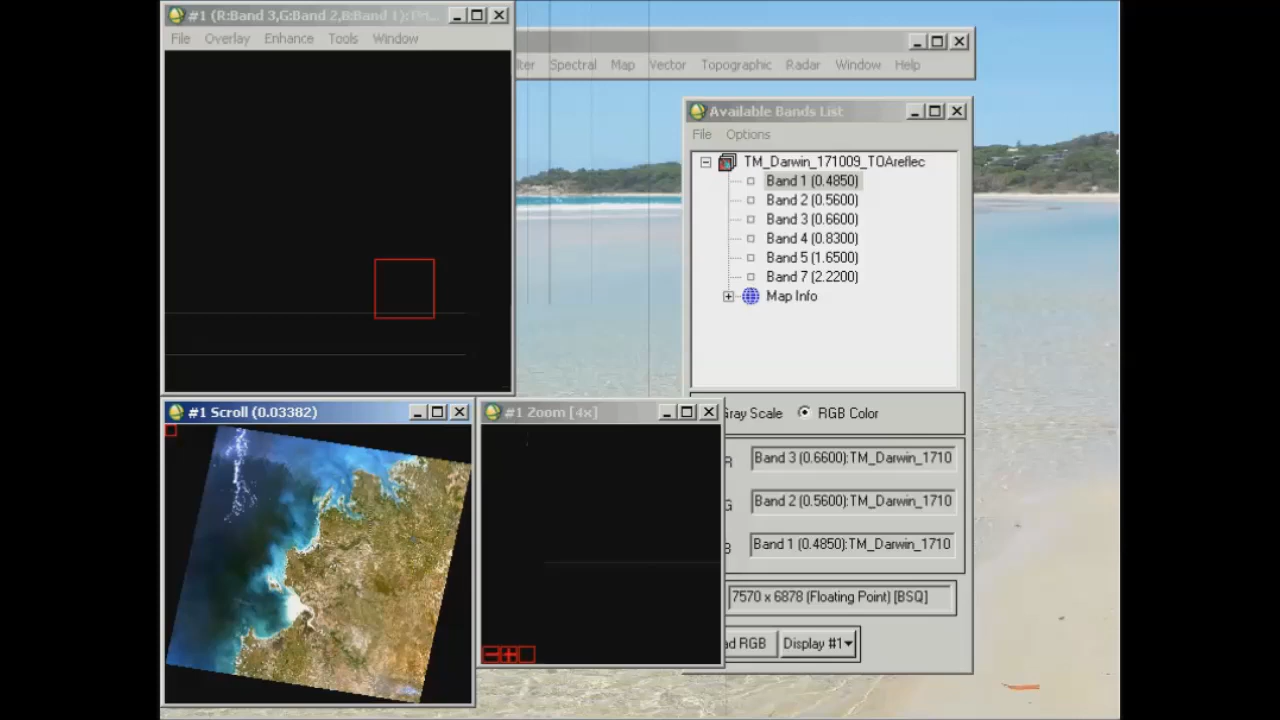 #1 (R:Band 3,G:Band 2,B:Band 1):TM...
File Overlay Enhance Tools Window
Spectral Map Vector Topographic Radar Window Help
Available Bands List
File Options
TM_Darwin_171009_TOAreflec
Band 1 (0.4850)
Band 2 (0.5600)
Band 3 (0.6600)
Band 4 (0.8300)
Band 5 (1.6500)
Band 7 (2.2200)
Map Info
#1 Scroll (0.03382)
#1 Zoom [4x]
ray Scale RGB Color
R Band 3 (0.6600):TM_Darwin_1710
G Band 2 (0.5600):TM_Darwin_1710
B Band 1 (0.4850):TM_Darwin_1710
7570 x 6878 (Floating Point) [BSQ]
ad RGB Display #1